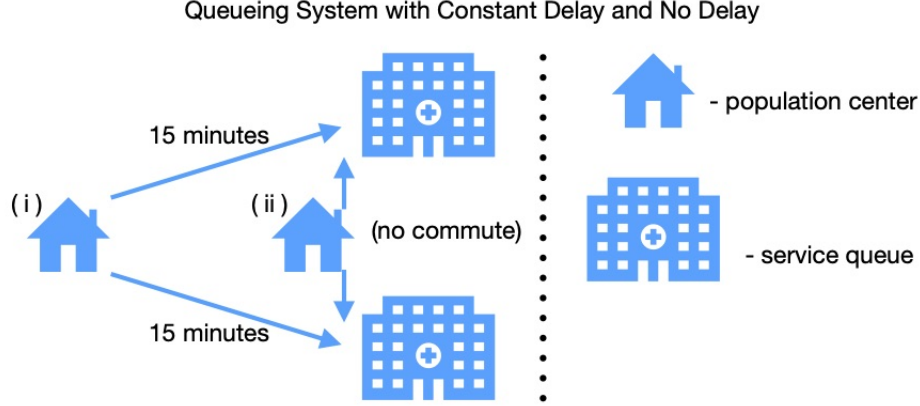 Queueing System with Constant Delay and No Delay
15 minutes
- population center
( i )
( ii )
(no commute)
- service queue
15 minutes